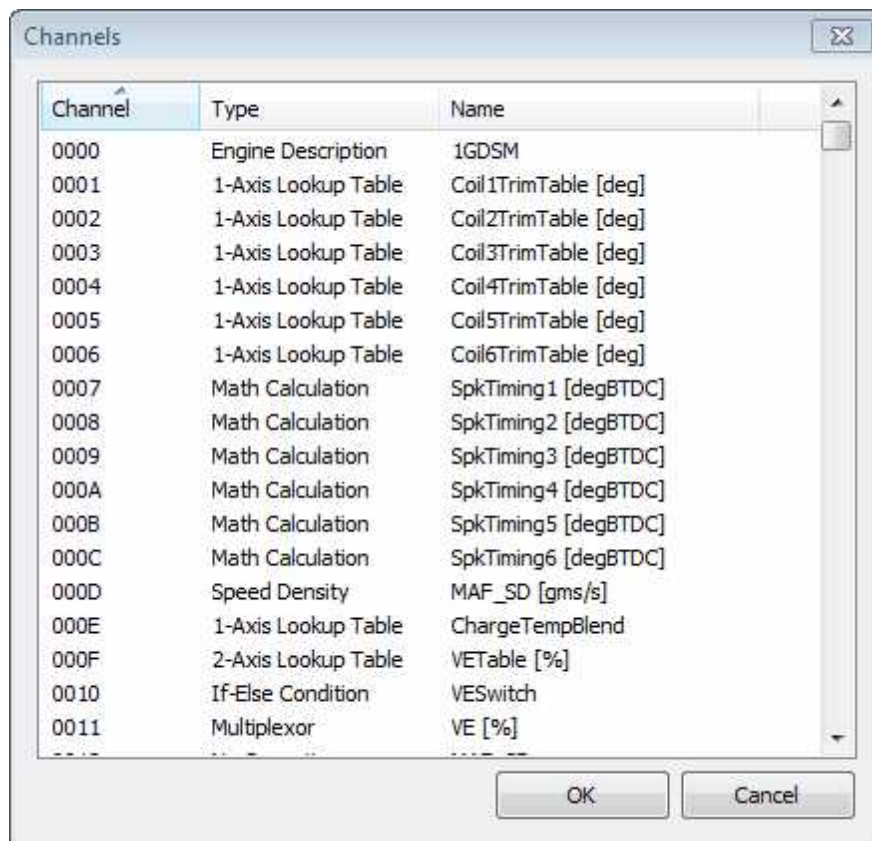 Channels
Channel Type Name
0000 Engine Description 1GDSM
0001 1-Axis Lookup Table Coil1TrimTable [deg]
0002 1-Axis Lookup Table Coil2TrimTable [deg]
0003 1-Axis Lookup Table Coil3TrimTable [deg]
0004 1-Axis Lookup Table Coil4TrimTable [deg]
0005 1-Axis Lookup Table Coil5TrimTable [deg]
0006 1-Axis Lookup Table Coil6TrimTable [deg]
0007 Math Calculation SpkTiming1 [degBTDC]
0008 Math Calculation SpkTiming2 [degBTDC]
0009 Math Calculation SpkTiming3 [degBTDC]
000A Math Calculation SpkTiming4 [degBTDC]
000B Math Calculation SpkTiming5 [degBTDC]
000C Math Calculation SpkTiming6 [degBTDC]
000D Speed Density MAF_SD [gms/s]
000E 1-Axis Lookup Table ChargeTempBlend
000F 2-Axis Lookup Table VETable [%]
0010 If-Else Condition VESwitch
0011 Multiplexor VE [%]
OK Cancel